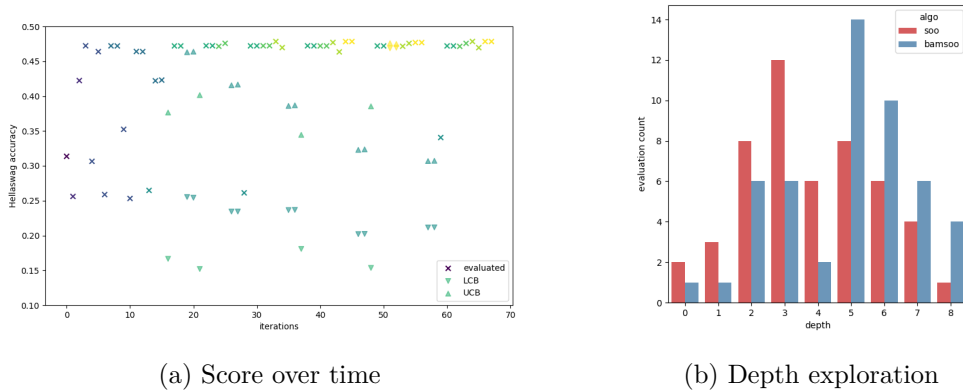 0.50
0.45
0.40
0.35
0.30
0.25
0.20
0.15
0.10
Hellaswag accuracy
0 10 20 30 40 50 60 70
iterations
evaluated
LCB
UCB
(a) Score over time
14
12
10
8
6
4
2
0
evaluation count
0 1 2 3 4 5 6 7 8
depth
algo
soo
bamsoo
(b) Depth exploration